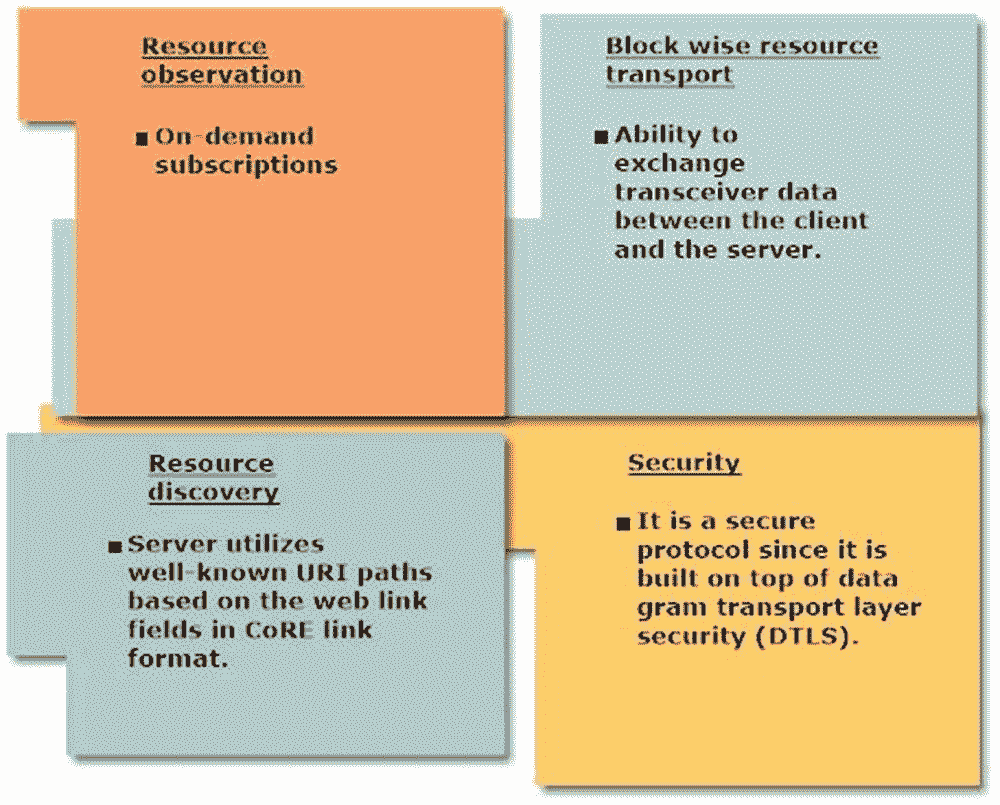 Resource
observation
■ On-demand
subscriptions
Block wise resource
transport
■ Ability to
exchange
transceiver data
between the client
and the server.
Resource
discovery
■ Server utilizes
well-known URI paths
based on the web link
fields in CoRE link
format.
Security
■ It is a secure
protocol since it is
built on top of data
gram transport layer
security (DTLS).